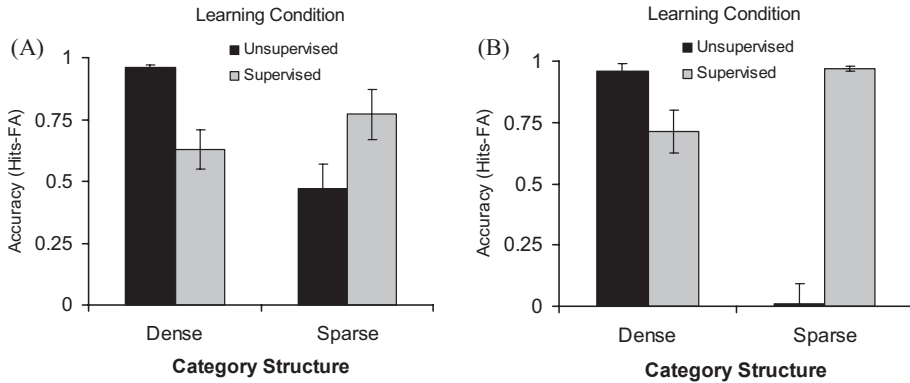 Learning Condition
(A)
Unsupervised
Supervised
Accuracy (Hits-FA)
1
0.75
0.5
0.25
0
Dense Sparse
Category Structure
Learning Condition
(B)
Unsupervised
Supervised
Accuracy (Hits-FA)
1
0.75
0.5
0.25
0
Dense Sparse
Category Structure